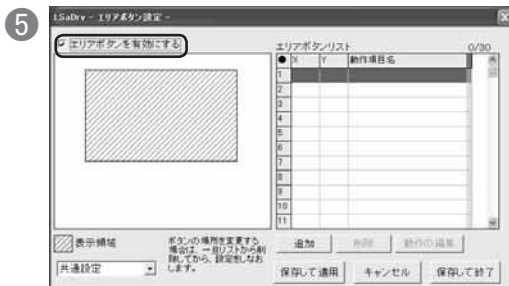 5
LSaDrv - エリアボタン設定 -
エリアボタンを有効にする
エリアボタンリスト 0/30
● X Y 動作項目名
1
2
3
4
5
6
7
8
9
10
11
表示領域
ボタンの場所を変更する
場合は、一旦リストから削
除してから、設定をしなお
します。
共通設定
追加 削除 動作の編集
保存して適用 キャンセル 保存して終了